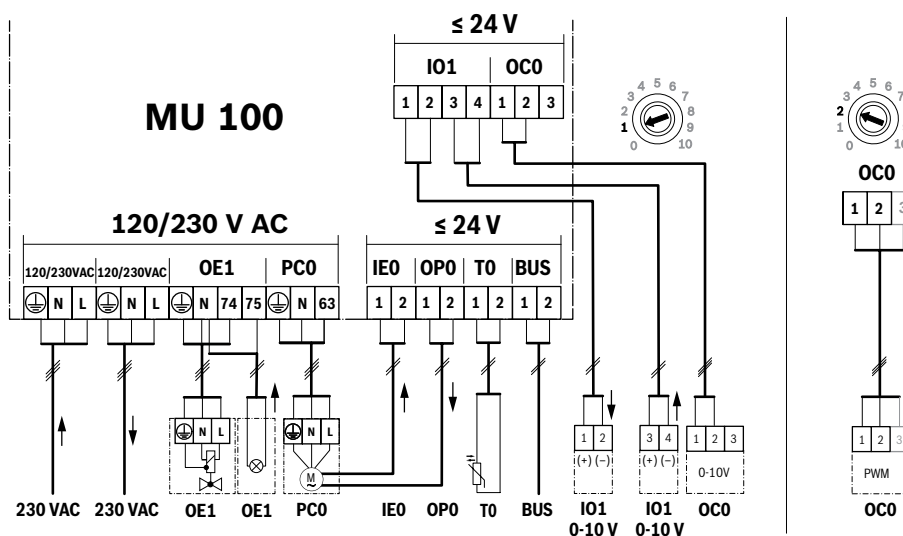 ≤ 24 V
IO1 OC0
1 2 3 4 1 2 3
MU 100
0 1 2 3 4 5 6 7 8 9 10
120/230 V AC
≤ 24 V
120/230VAC 120/230VAC OE1 PC0
IE0 OP0 T0 BUS
N L N L N 74 75 N 63
1 2 1 2 1 2 1 2
N L
N L
M
1 2
(+) (−)
3 4
(+) (−)
1 2 3
0-10V
230 VAC 230 VAC OE1 OE1 PC0 IE0 OP0 T0 BUS IO1 IO1 OC0
0-10 V 0-10 V
0 1 2 3 4 5 6 7 10
OC0
1 2 3
1 2 3
PWM
OC0